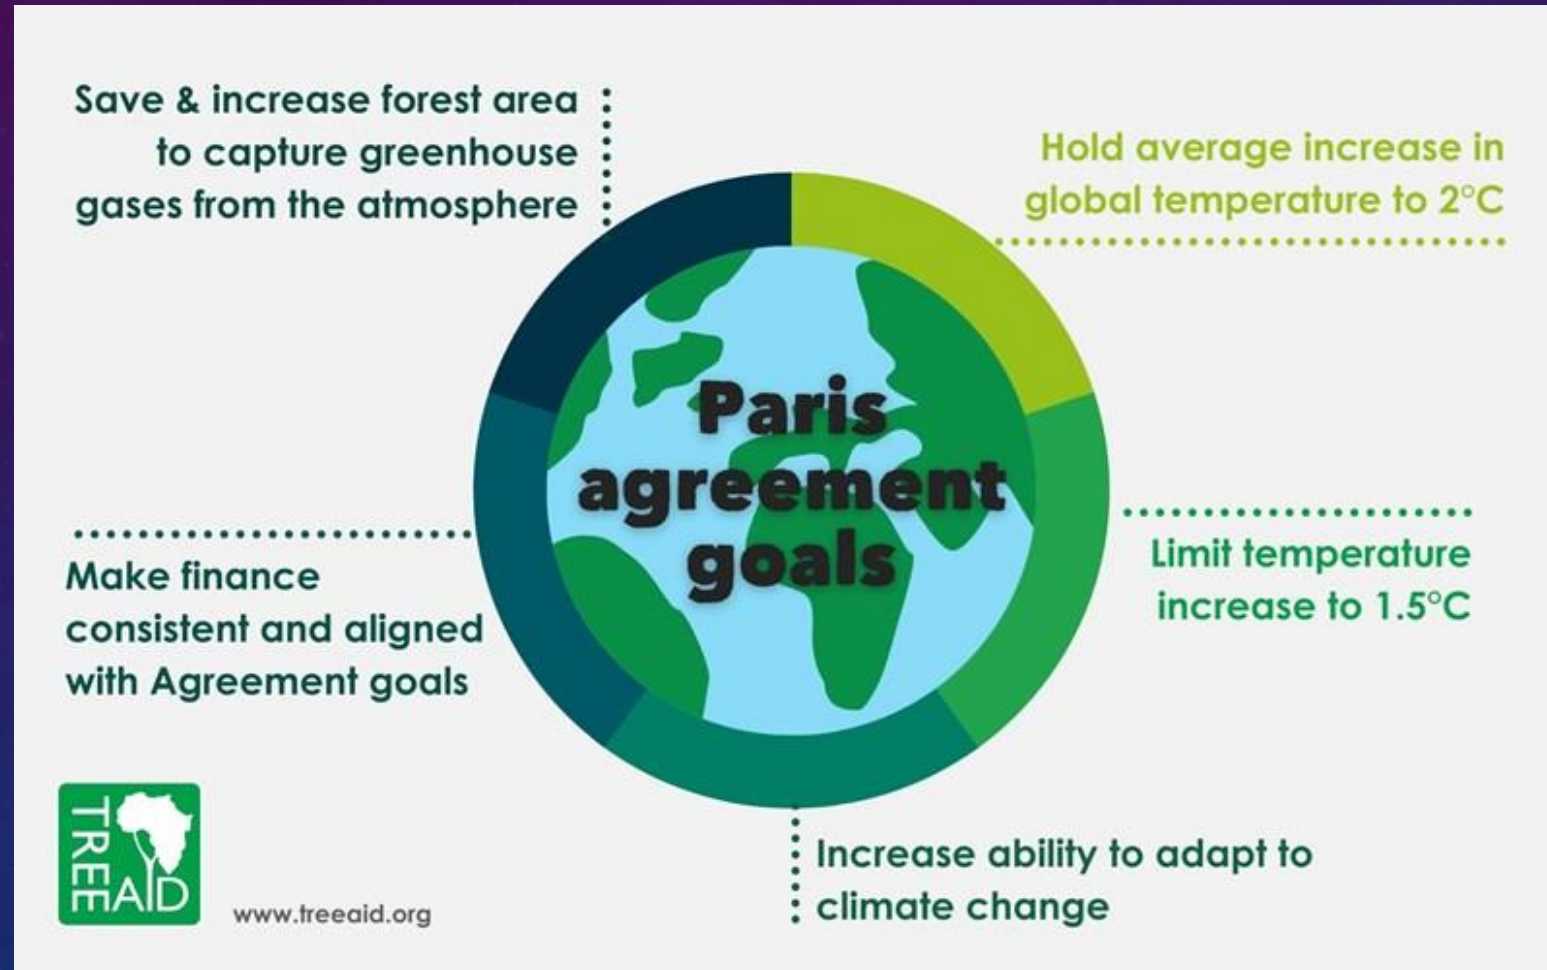 Save & increase forest area
to capture greenhouse
gases from the atmosphere
Hold average increase in
global temperature to 2°C
Paris
agreement
goals
Limit temperature
increase to 1.5°C
Make finance
consistent and aligned
with Agreement goals
Increase ability to adapt to
climate change
TREE
AID
www.treeaid.org